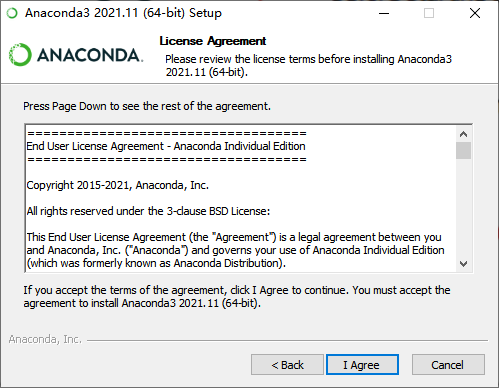 Anaconda3 2021.11 (64-bit) Setup
ANACONDA.
License Agreement
Please review the license terms before installing Anaconda3
2021.11 (64-bit).
Press Page Down to see the rest of the agreement.
===================================
End User License Agreement - Anaconda Individual Edition
===================================
Copyright 2015-2021, Anaconda, Inc.
All rights reserved under the 3-clause BSD License:
This End User License Agreement (the "Agreement") is a legal agreement between you
and Anaconda, Inc. ("Anaconda") and governs your use of Anaconda Individual Edition
(which was formerly known as Anaconda Distribution).
If you accept the terms of the agreement, click I Agree to continue. You must accept the
agreement to install Anaconda3 2021.11 (64-bit).
Anaconda, Inc.
< Back
I Agree
Cancel